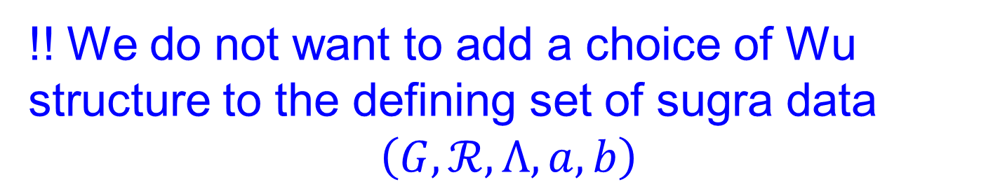 !! We do not want to add a choice of Wu
structure to the defining set of sugra data
(G, ℛ, Λ, a, b)